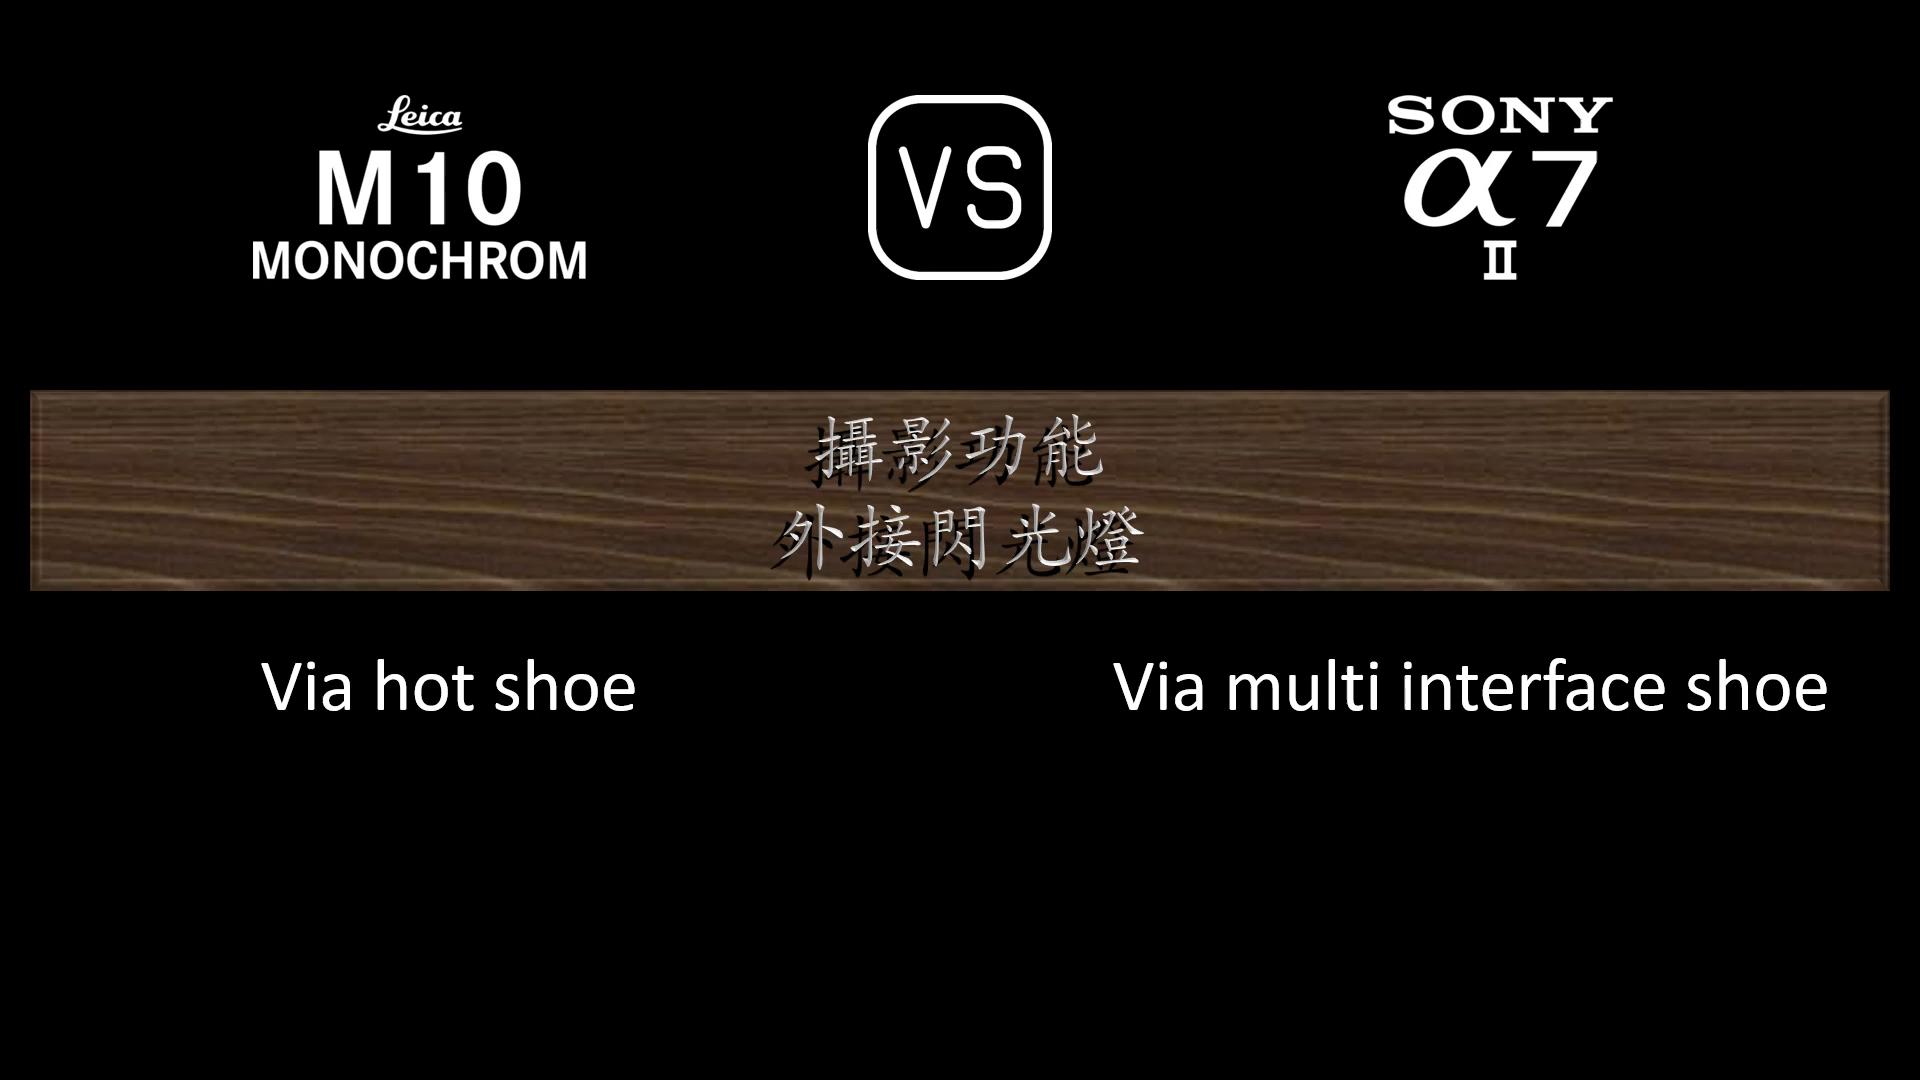 Leica
M10
MONOCHROM
VS
SONY
α7
II
攝影功能
外接閃光燈
Via hot shoe
Via multi interface shoe